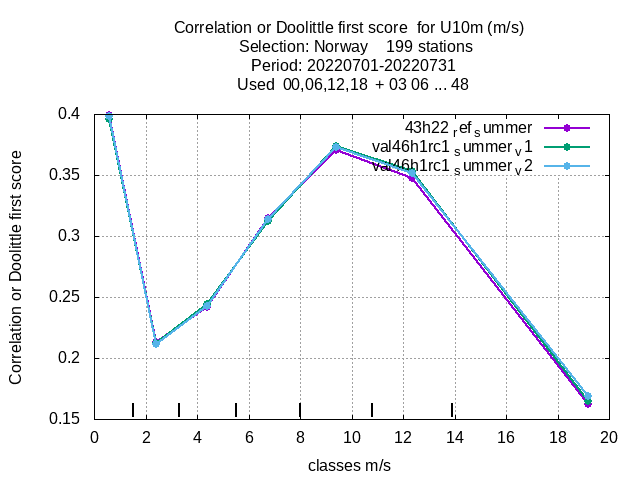 Correlation or Doolittle first score  for U10m (m/s)
Selection: Norway    199 stations
Period: 20220701-20220731
Used  00,06,12,18  + 03 06 ... 48
Correlation or Doolittle first score
0.4
0.35
0.3
0.25
0.2
0.15
43h22ref_summer
val46h1rc1_summer_v1
val46h1rc1_summer_v2
0 2 4 6 8 10 12 14 16 18 20
classes m/s